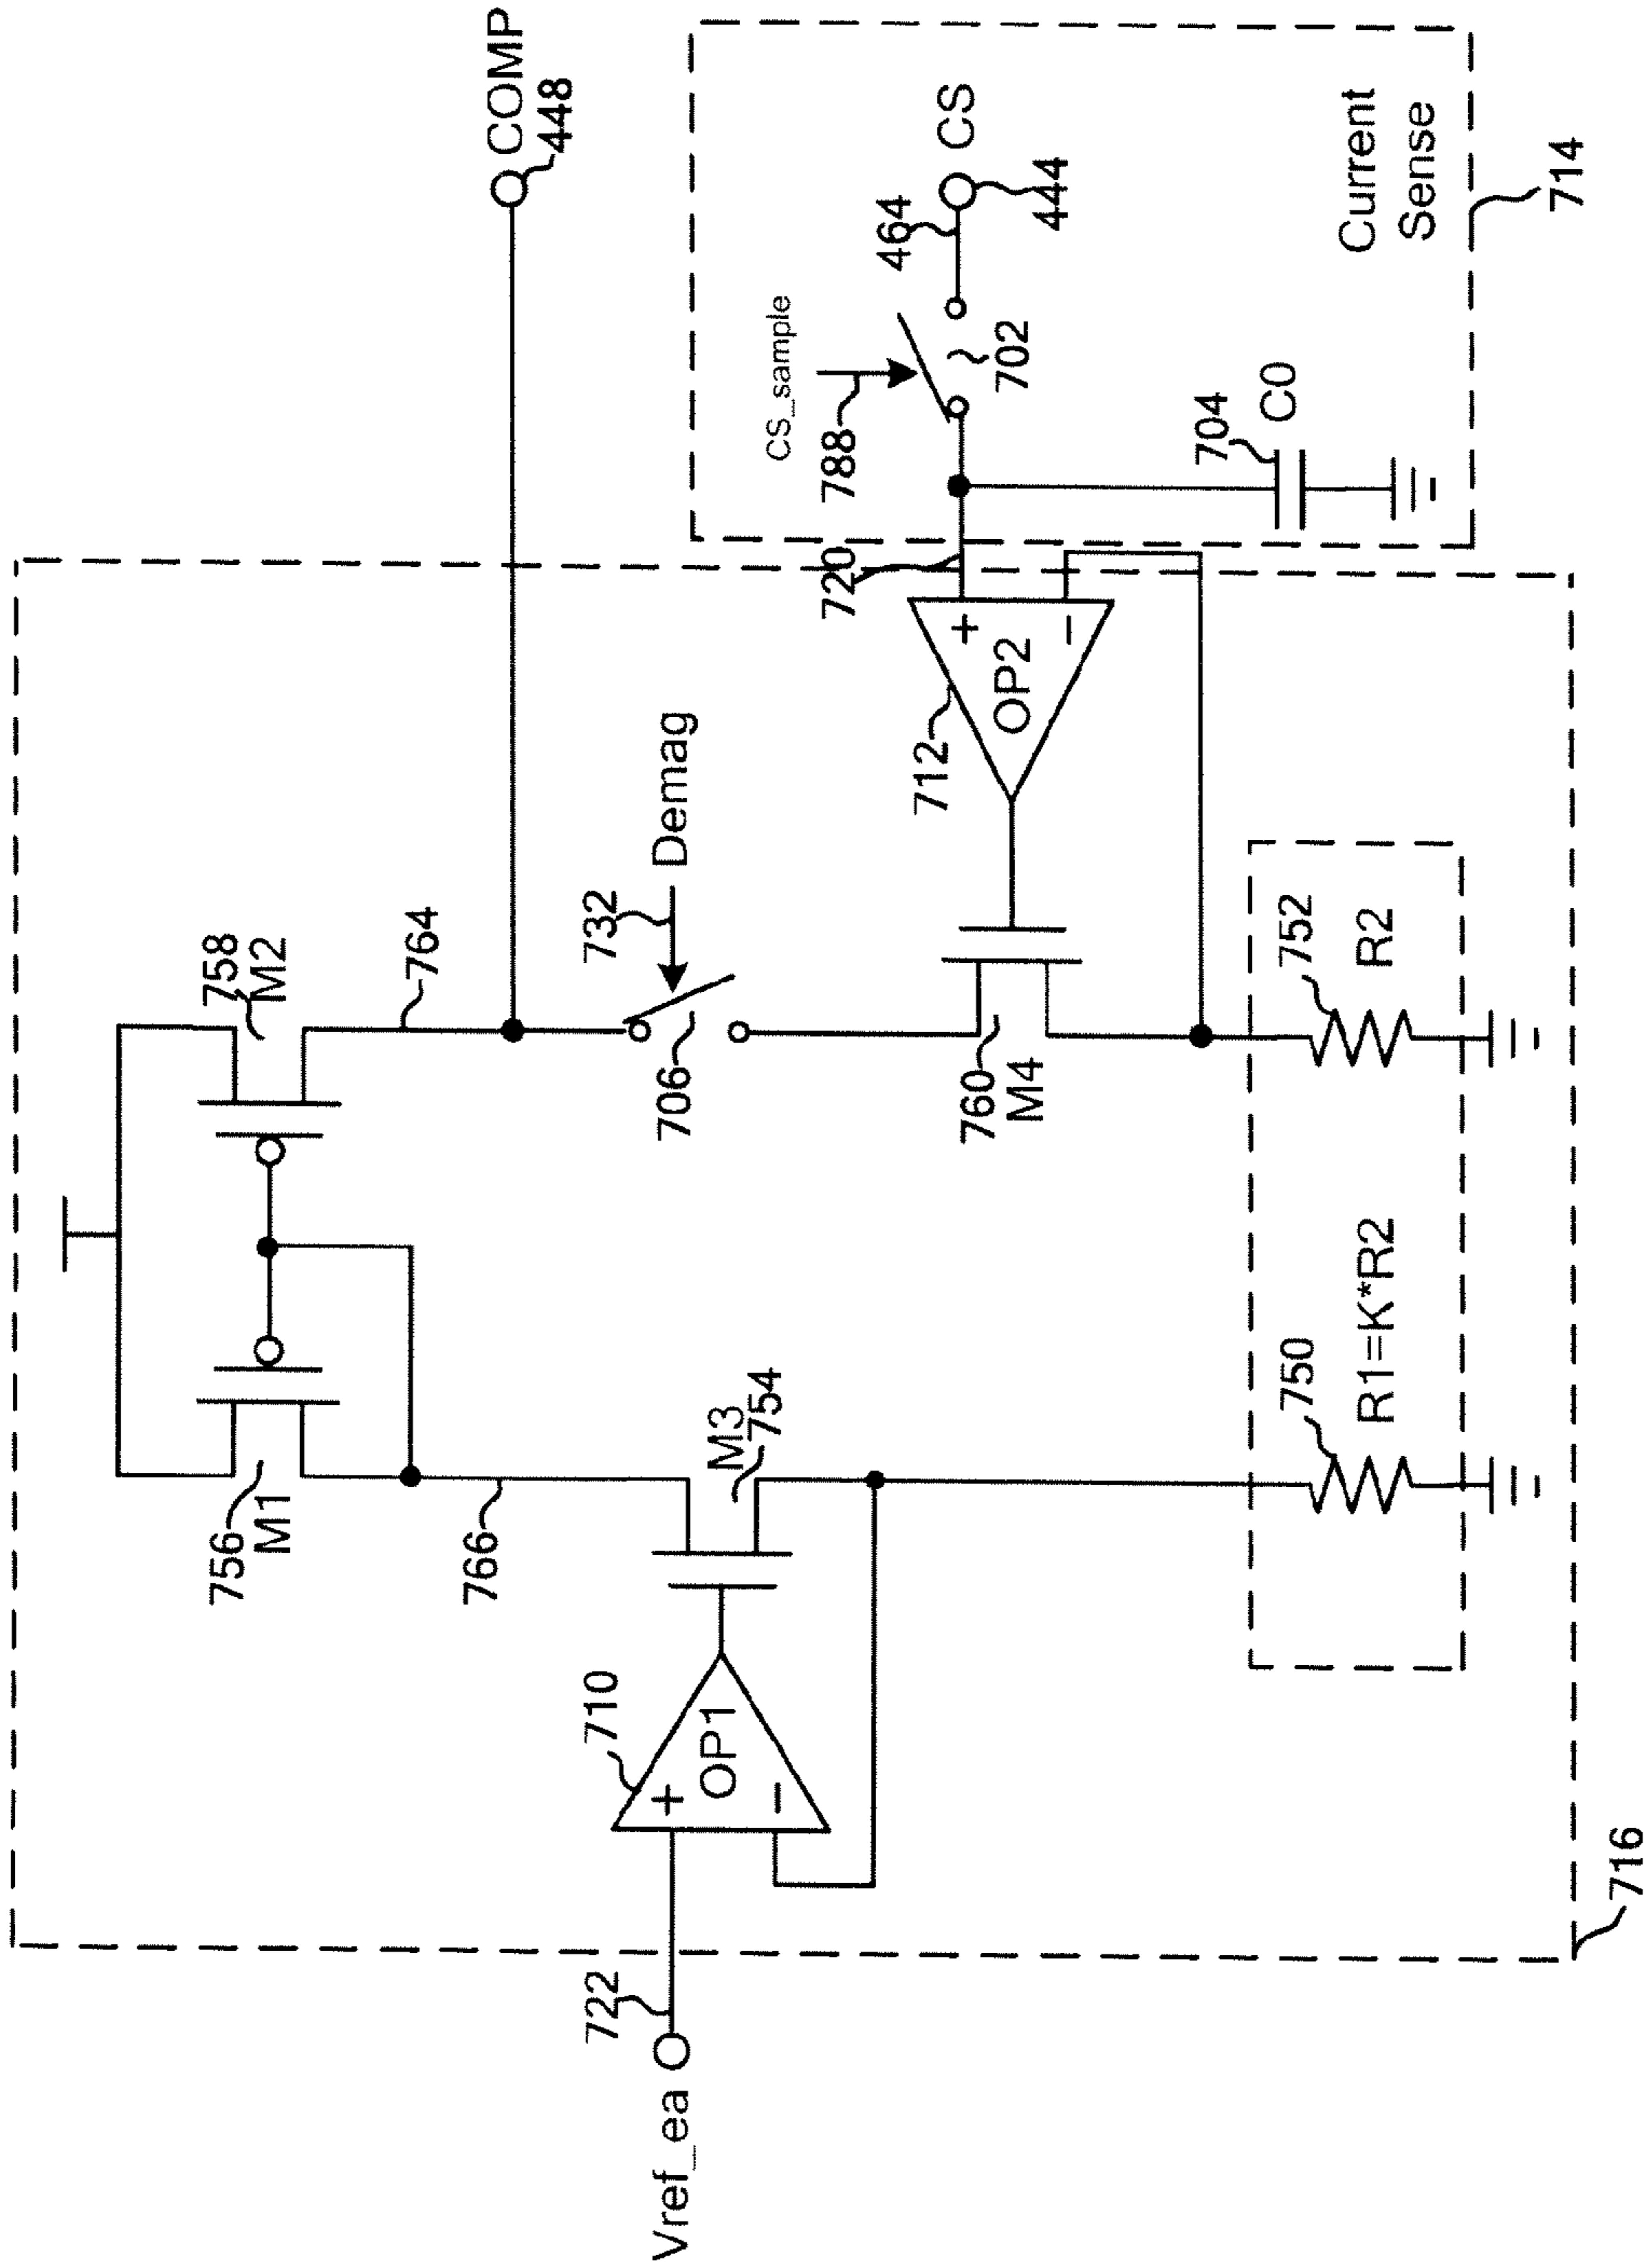 COMP
448
758
M2
764
756
M1
766
732
Demag
706
CS_sample
788
464
CS
444
702
720
712
OP2
+
−
704
C0
Current
Sense
714
Vref_ea
722
710
OP1
+
−
M3
754
760
M4
750
R1=K*R2
752
R2
716